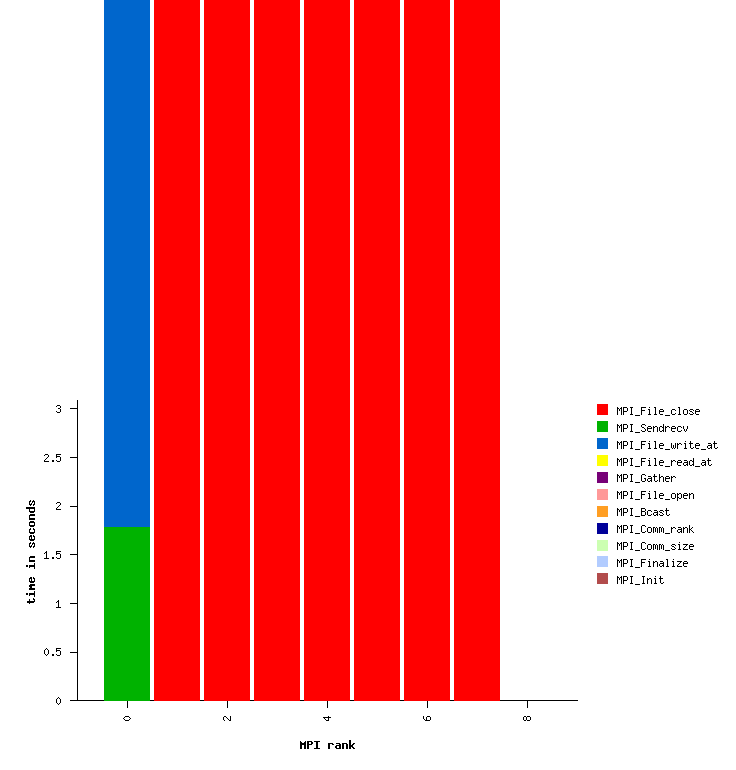 3
2.5
2
1.5
1
0.5
0
time in seconds
0
2
4
6
8
MPI rank
MPI_File_close
MPI_Sendrecv
MPI_File_write_at
MPI_File_read_at
MPI_Gather
MPI_File_open
MPI_Bcast
MPI_Comm_rank
MPI_Comm_size
MPI_Finalize
MPI_Init